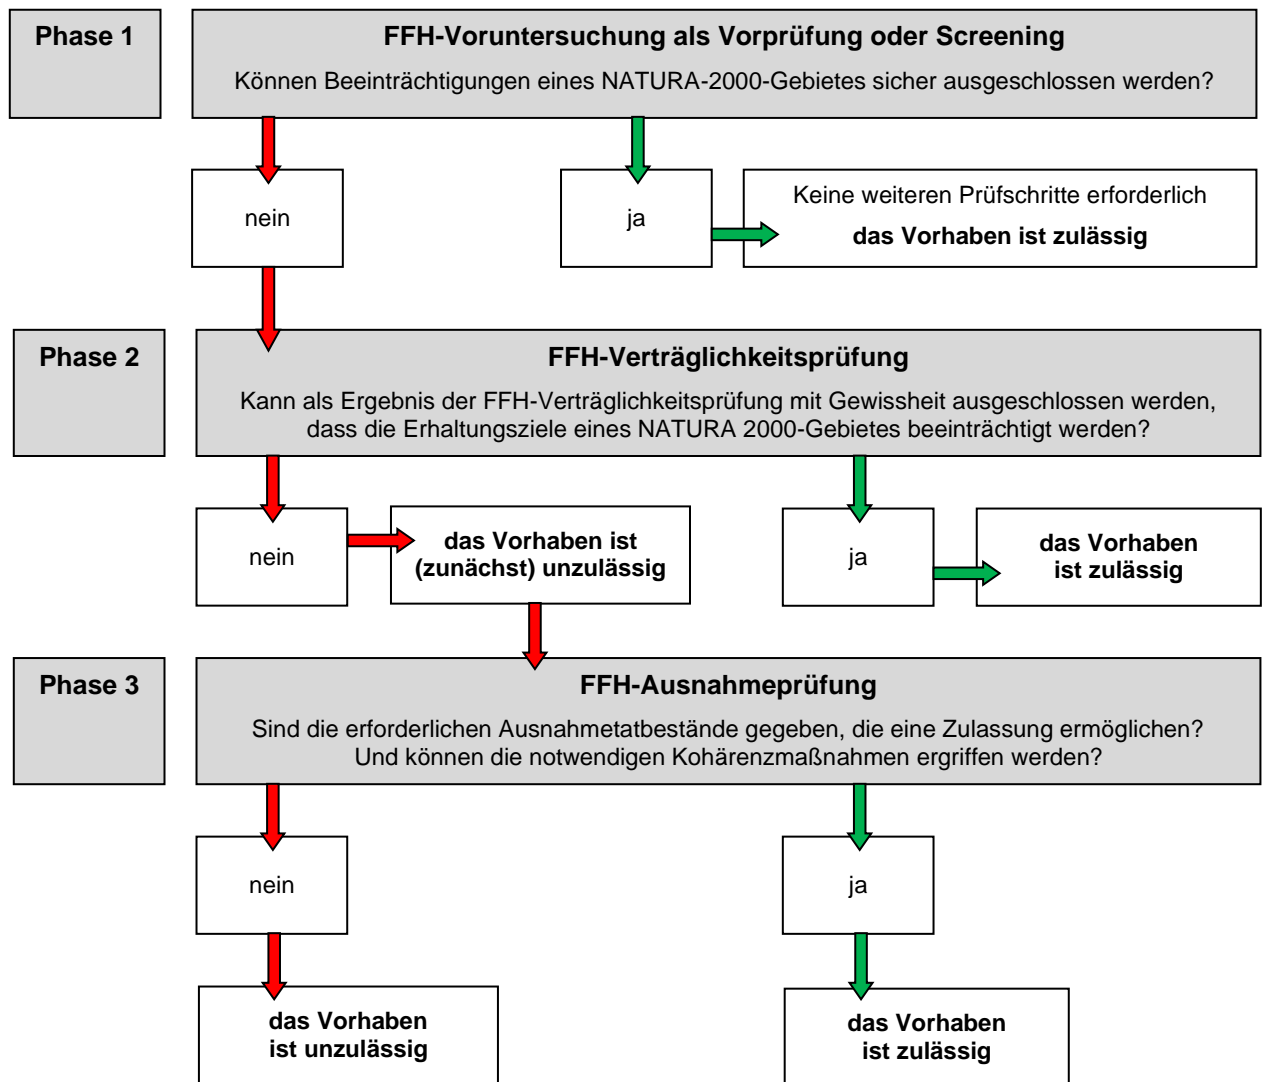 Phase 1
FFH-Voruntersuchung als Vorprüfung oder Screening
Können Beeinträchtigungen eines NATURA-2000-Gebietes sicher ausgeschlossen werden?
nein
ja
Keine weiteren Prüfschritte erforderlich
das Vorhaben ist zulässig
Phase 2
FFH-Verträglichkeitsprüfung
Kann als Ergebnis der FFH-Verträglichkeitsprüfung mit Gewissheit ausgeschlossen werden,
dass die Erhaltungsziele eines NATURA 2000-Gebietes beeinträchtigt werden?
nein
das Vorhaben ist
(zunächst) unzulässig
ja
das Vorhaben
ist zulässig
Phase 3
FFH-Ausnahmeprüfung
Sind die erforderlichen Ausnahmetatbestände gegeben, die eine Zulassung ermöglichen?
Und können die notwendigen Kohärenzmaßnahmen ergriffen werden?
nein
ja
das Vorhaben
ist unzulässig
das Vorhaben
ist zulässig